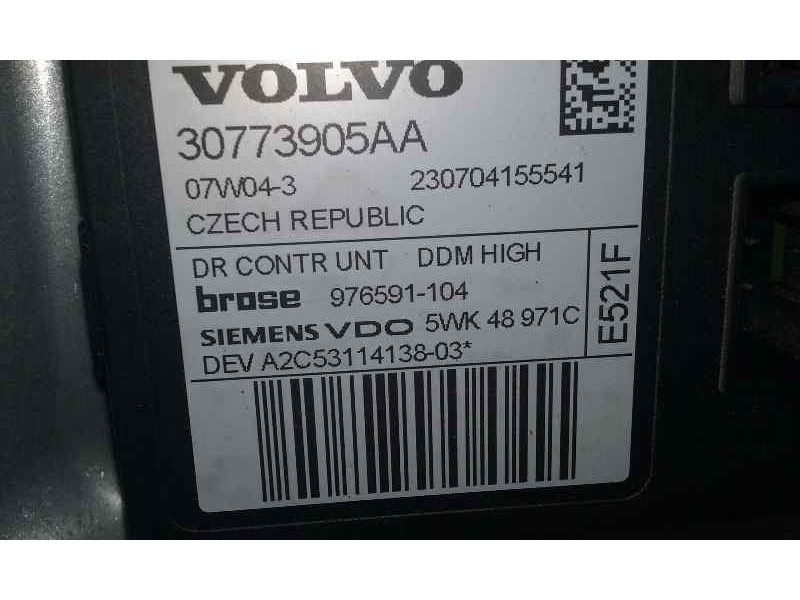 VOLVO
30773905AA
07W04-3 230704155541
CZECH REPUBLIC
DR CONTR UNT DDM HIGH
brose 976591-104
SIEMENS VDO 5WK 48 971C
DEV A2C53114138-03*
E521F